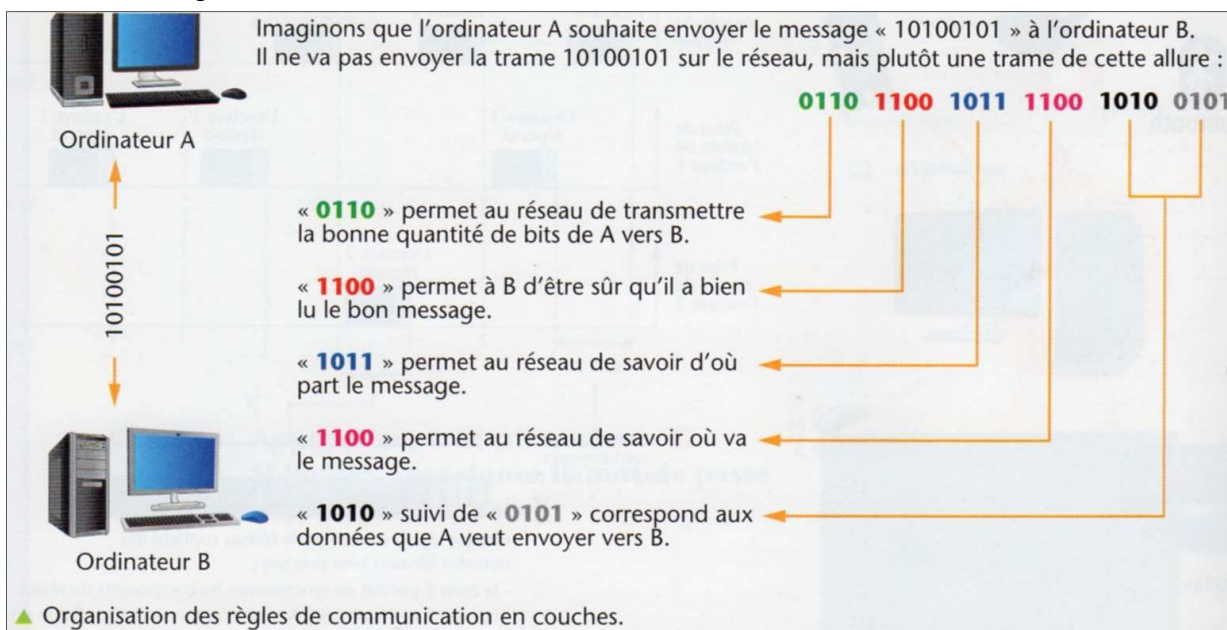 Imaginons que l'ordinateur A souhaite envoyer le message « 10100101 » à l'ordinateur B.
Il ne va pas envoyer la trame 10100101 sur le réseau, mais plutôt une trame de cette allure :
0110 1100 1011 1100 1010 0101
Ordinateur A
10100101
« 0110 » permet au réseau de transmettre
la bonne quantité de bits de A vers B.
« 1100 » permet à B d'être sûr qu'il a bien
lu le bon message.
« 1011 » permet au réseau de savoir d'où
part le message.
« 1100 » permet au réseau de savoir où va
le message.
« 1010 » suivi de « 0101 » correspond aux
données que A veut envoyer vers B.
Ordinateur B
▲ Organisation des règles de communication en couches.